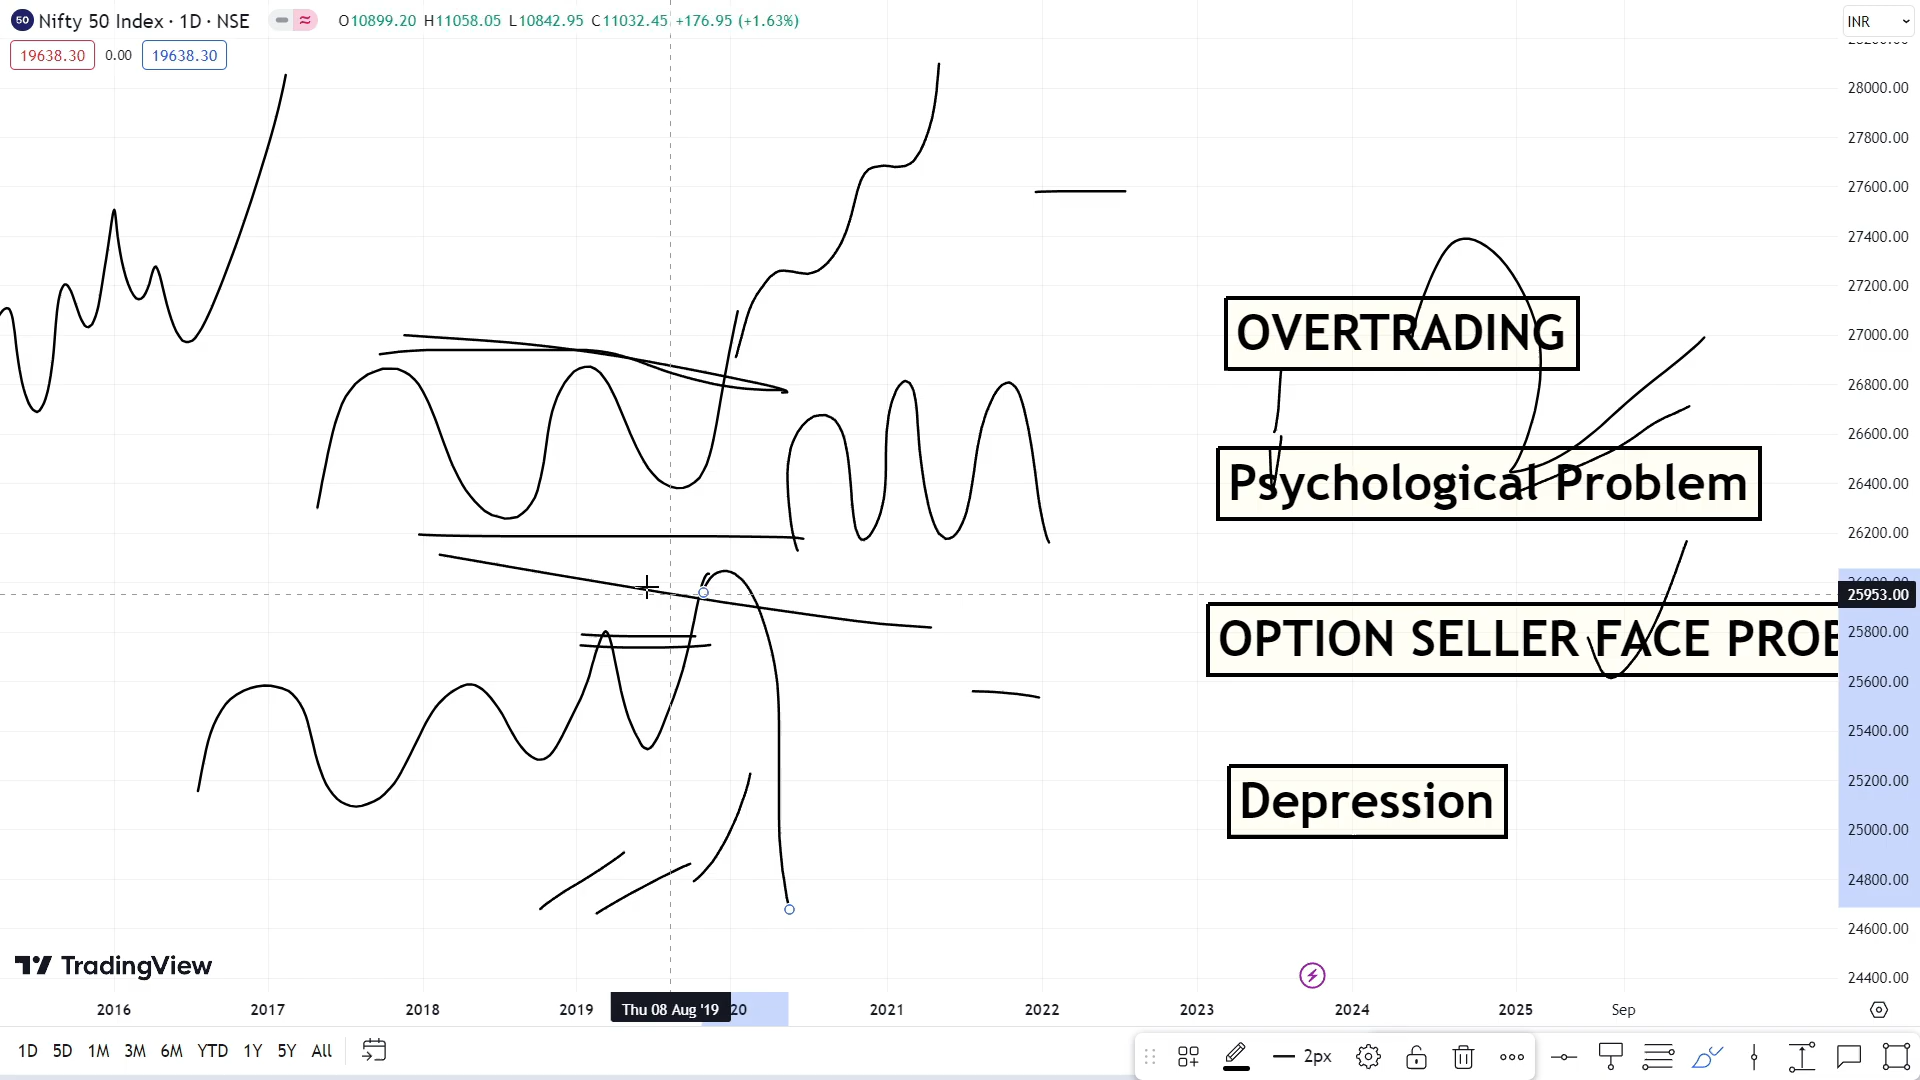 50 Nifty 50 Index · 1D · NSE O10899.20 H11058.05 L10842.95 C11032.45 +176.95 (+1.63%) INR
19638.30 0.00 19638.30
28000.00
27800.00
27600.00
27400.00
27200.00
27000.00
26800.00
26600.00
26400.00
26200.00
25953.00
25800.00
25600.00
25400.00
25200.00
25000.00
24800.00
24600.00
24400.00
OVERTRADING
Psychological Problem
OPTION SELLER FACE PROB
Depression
TradingView
2016 2017 2018 2019 Thu 08 Aug '19 20 2021 2022 2023 2024 2025 Sep
1D 5D 1M 3M 6M YTD 1Y 5Y All 2px